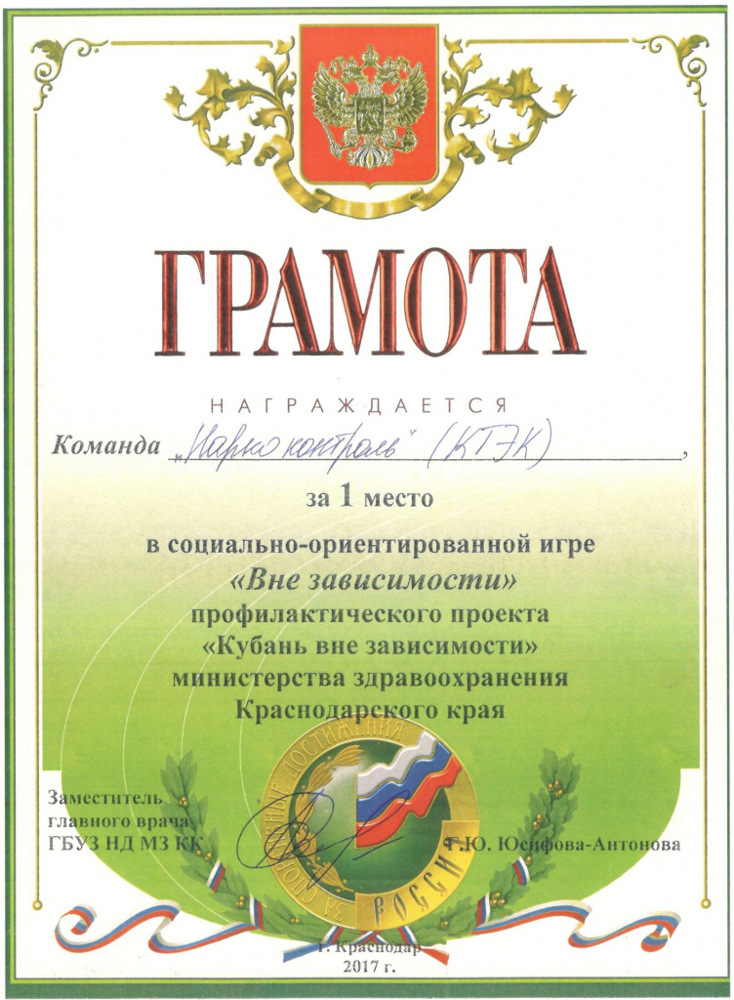 ГРАМОТА
НАГРАЖДАЕТСЯ
Команда „Нарко контроль" (КТЭК),
за 1 место
в социально-ориентированной игре
«Вне зависимости»
профилактического проекта
«Кубань вне зависимости»
министерства здравоохранения
Краснодарского края
ЗА СПОРТИВНЫЕ ДОСТИЖЕНИЯ
РОССИЯ
Заместитель
главного врача
ГБУЗ НД МЗ КК Г.Ю. Юсифова-Антонова
г. Краснодар
2017 г.